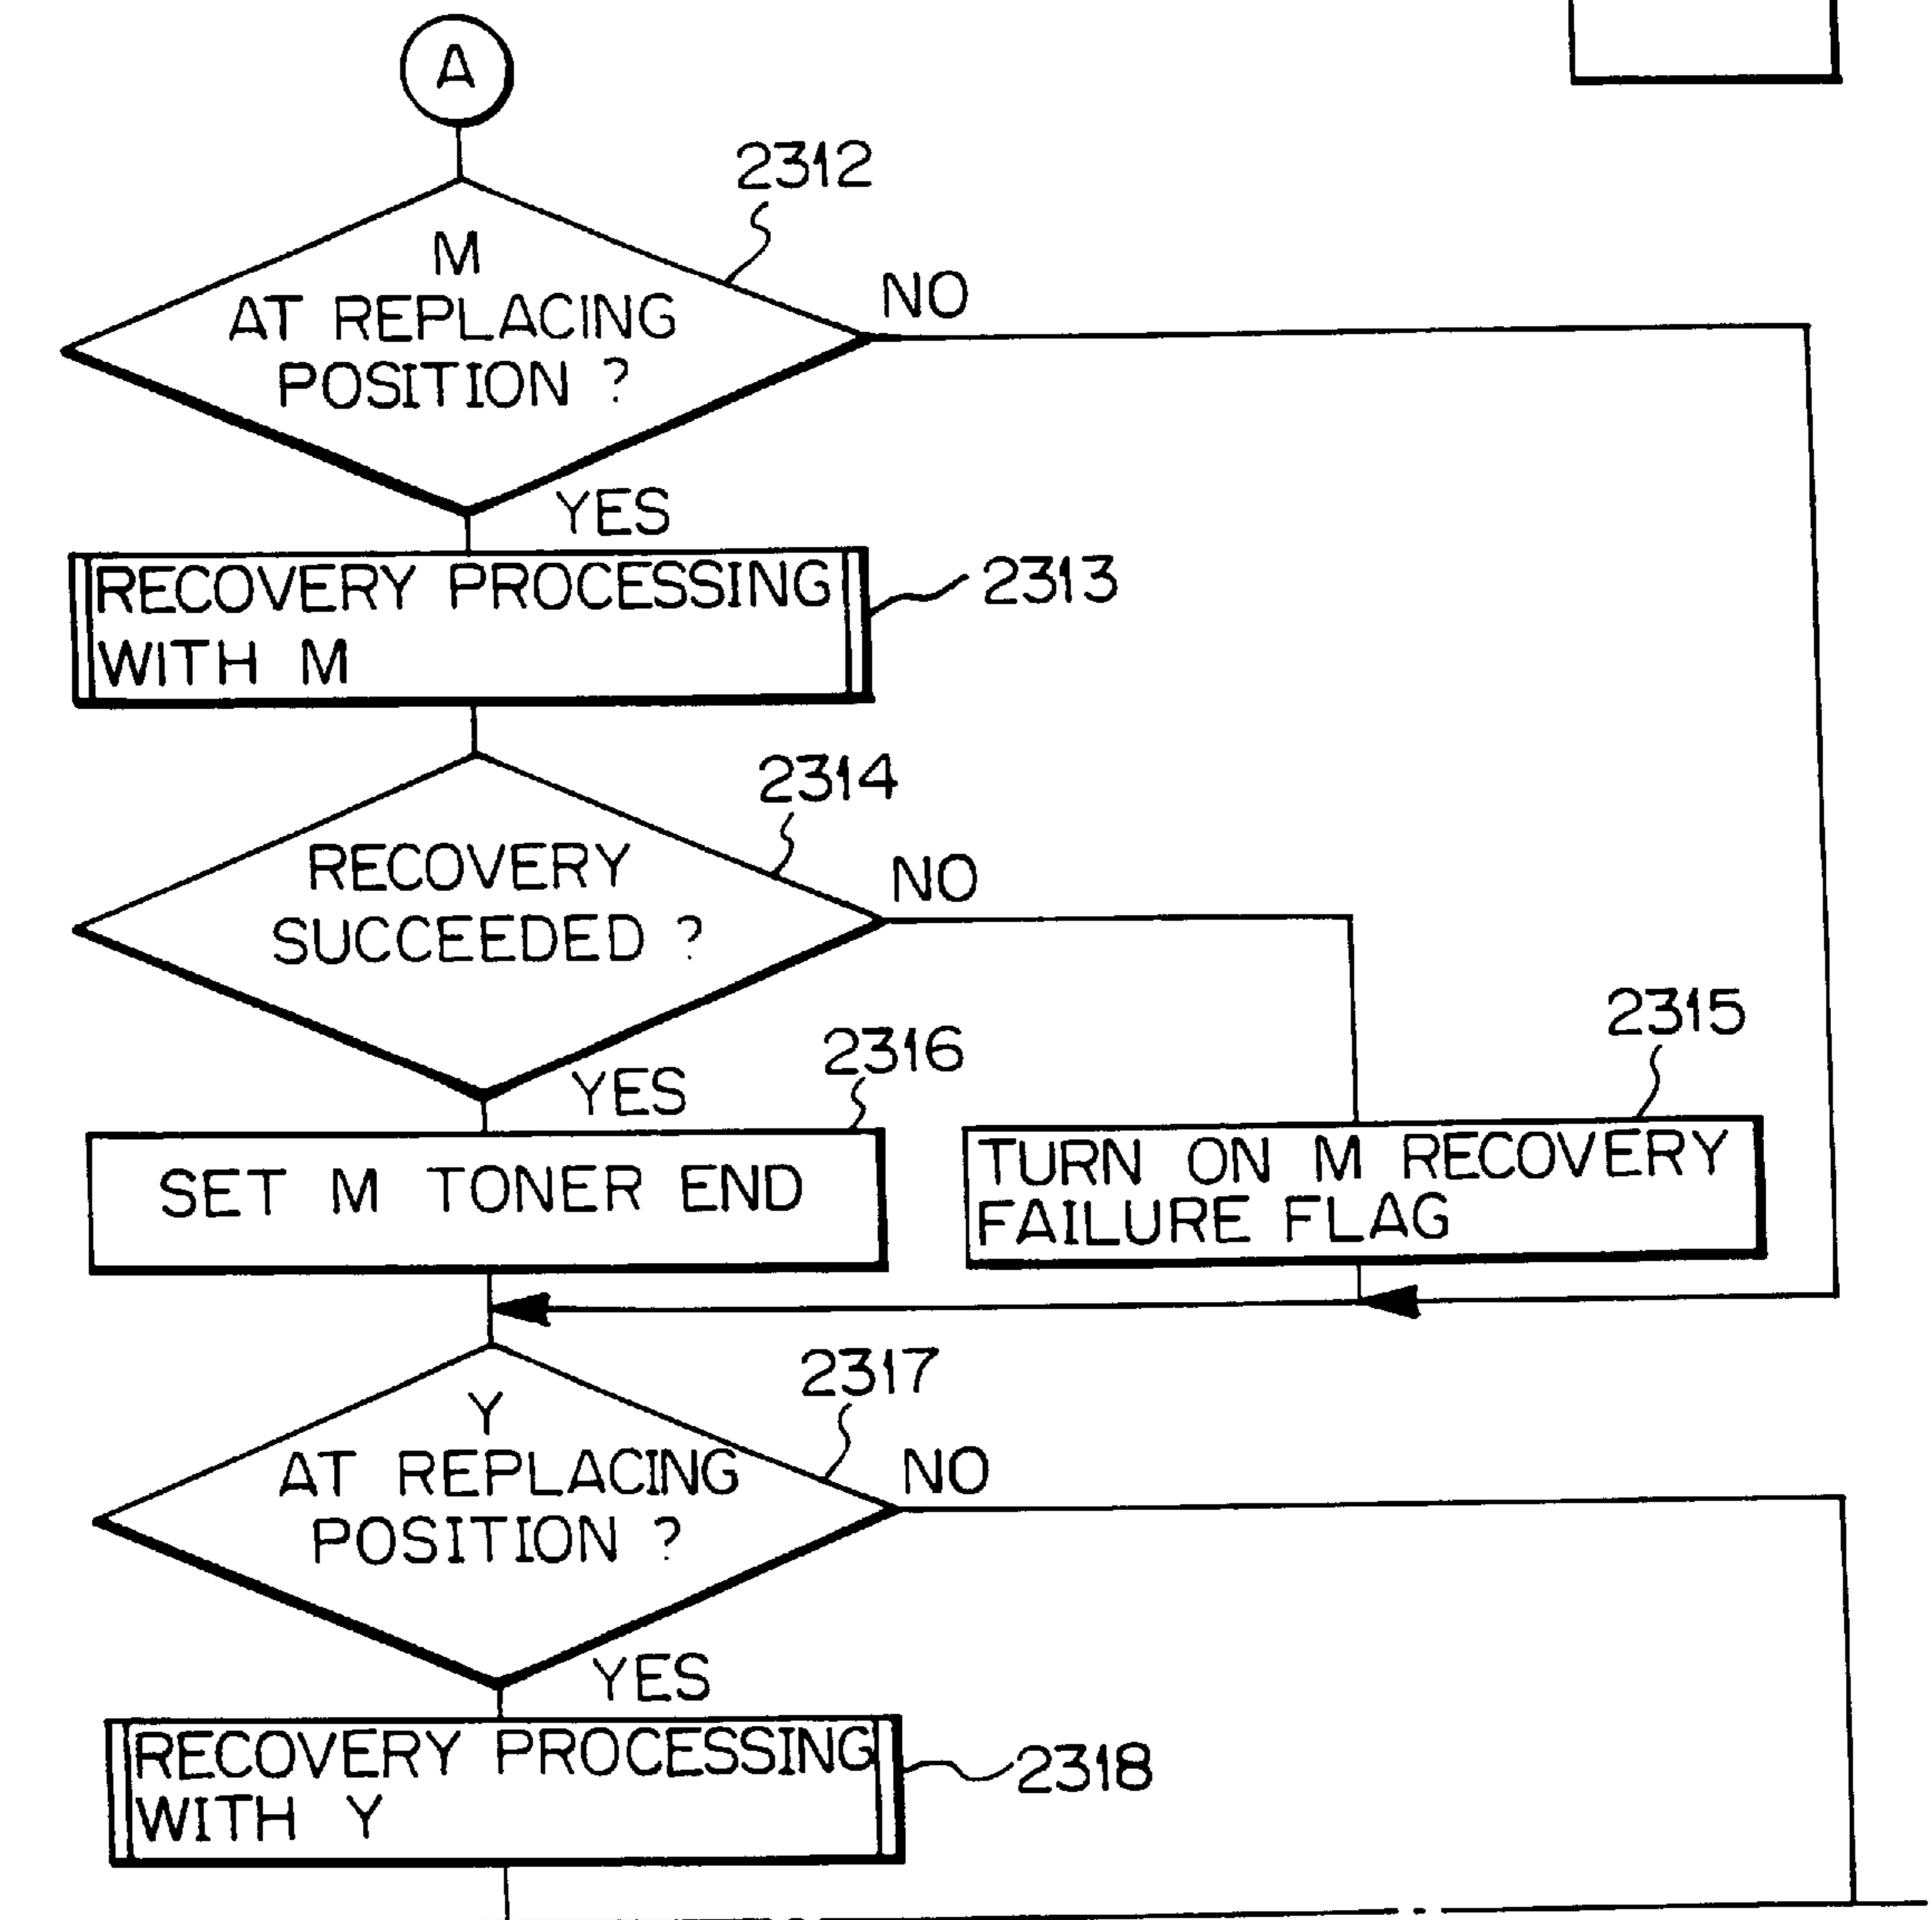 A
2312
M
AT REPLACING
POSITION ?
NO
YES
RECOVERY PROCESSING
WITH M
2313
2314
RECOVERY
SUCCEEDED ?
NO
YES
2316
SET M TONER END
2315
TURN ON M RECOVERY
FAILURE FLAG
2317
Y
AT REPLACING
POSITION ?
NO
YES
RECOVERY PROCESSING
WITH Y
2318